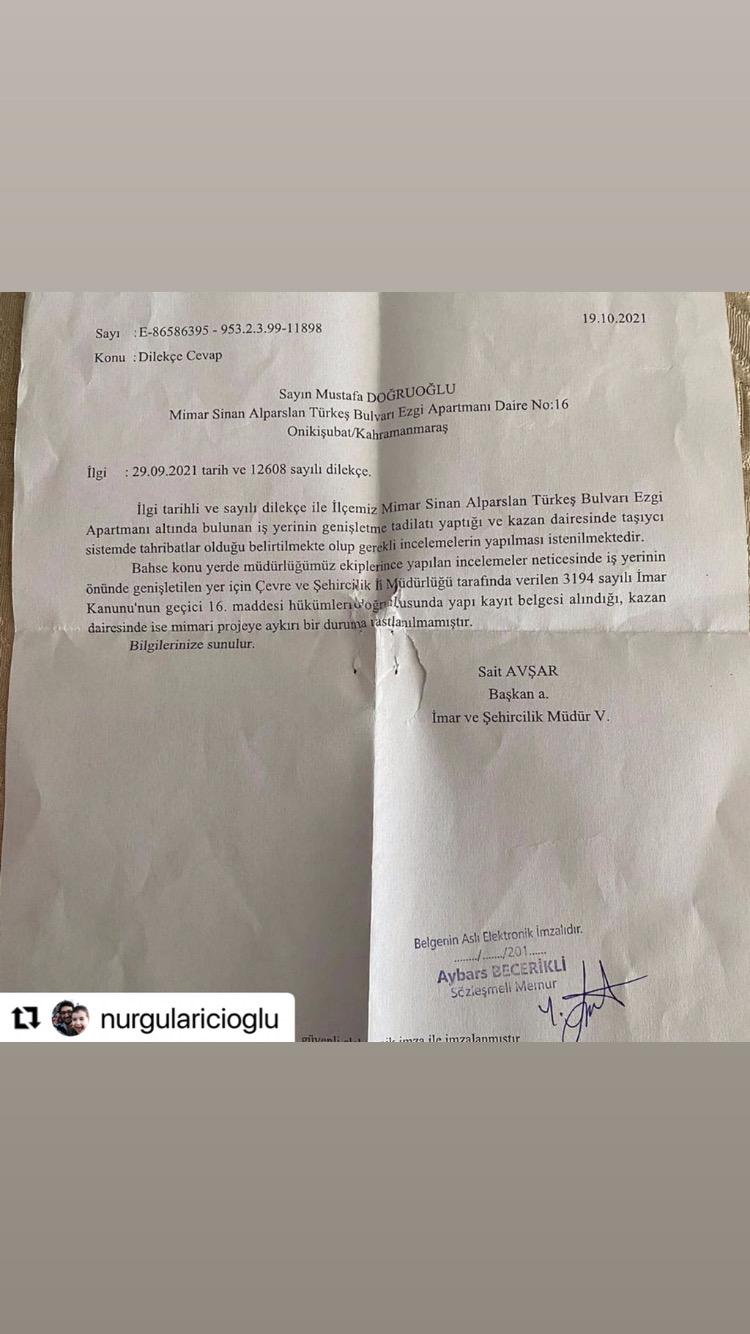 19.10.2021
Sayı : E-86586395 - 953.2.3.99-11898
Konu : Dilekçe Cevap
Sayın Mustafa DOĞRUOĞLU
Mimar Sinan Alparslan Türkeş Bulvarı Ezgi Apartmanı Daire No:16
Onikişubat/Kahramanmaraş
İlgi : 29.09.2021 tarih ve 12608 sayılı dilekçe.
İlgi tarihli ve sayılı dilekçe ile İlçemiz Mimar Sinan Alparslan Türkeş Bulvarı Ezgi
Apartmanı altında bulunan iş yerinin genişletme tadilatı yaptığı ve kazan dairesinde taşıyıcı
sistemde tahribatlar olduğu belirtilmekte olup gerekli incelemelerin yapılması istenilmektedir.
Bahse konu yerde müdürlüğümüz ekiplerince yapılan incelemeler neticesinde iş yerinin
önünde genişletilen yer için Çevre ve Şehircilik İl Müdürlüğü tarafında verilen 3194 sayılı İmar
Kanunu'nun geçici 16. maddesi hükümleri yapı kayıt belgesi alındığı, kazan
dairesinde ise mimari projeye aykırı bir duruma rastlanılmamıştır.
Bilgilerinize sunulur.
Sait AVŞAR
Başkan a.
İmar ve Şehircilik Müdür V.
Belgenin Aslı Elektronik İmzalıdır.
......../......./201......
Aybars BECERİKLİ
Sözleşmeli Memur
imza ile imzalanmıştır
nurgularicioglu